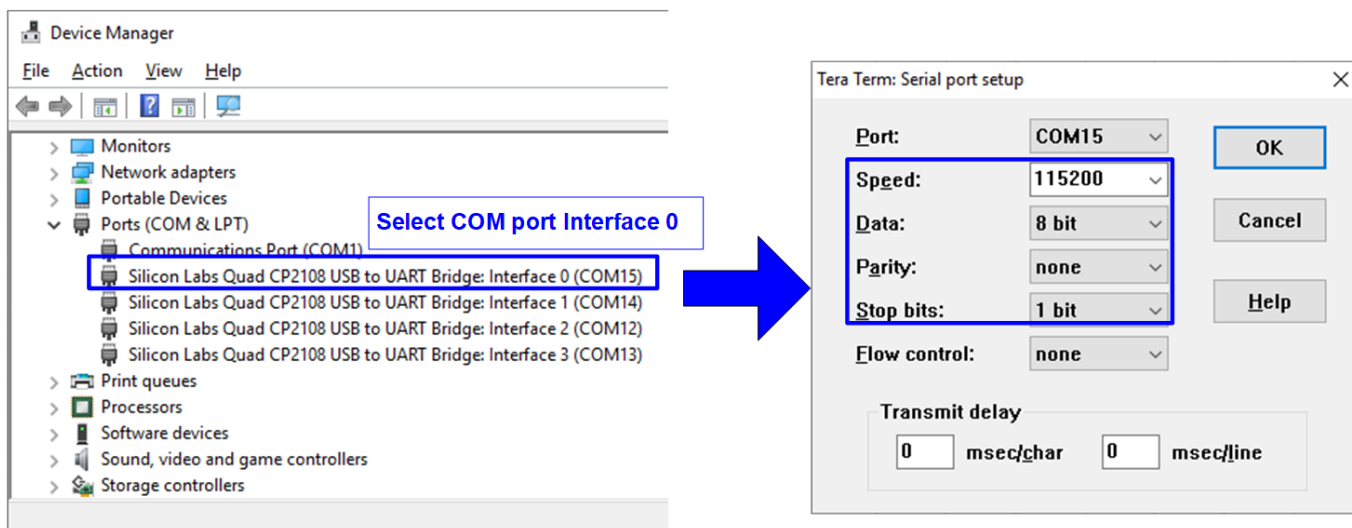 Device Manager
File Action View Help
Monitors
Network adapters
Portable Devices
Ports (COM & LPT)
Communications Port (COM1)
Silicon Labs Quad CP2108 USB to UART Bridge: Interface 0 (COM15)
Silicon Labs Quad CP2108 USB to UART Bridge: Interface 1 (COM14)
Silicon Labs Quad CP2108 USB to UART Bridge: Interface 2 (COM12)
Silicon Labs Quad CP2108 USB to UART Bridge: Interface 3 (COM13)
Print queues
Processors
Software devices
Sound, video and game controllers
Storage controllers
Select COM port Interface 0
Tera Term: Serial port setup
Port: COM15
OK
Speed: 115200
Data: 8 bit
Cancel
Parity: none
Stop bits: 1 bit
Help
Flow control: none
Transmit delay
0 msec/char 0 msec/line